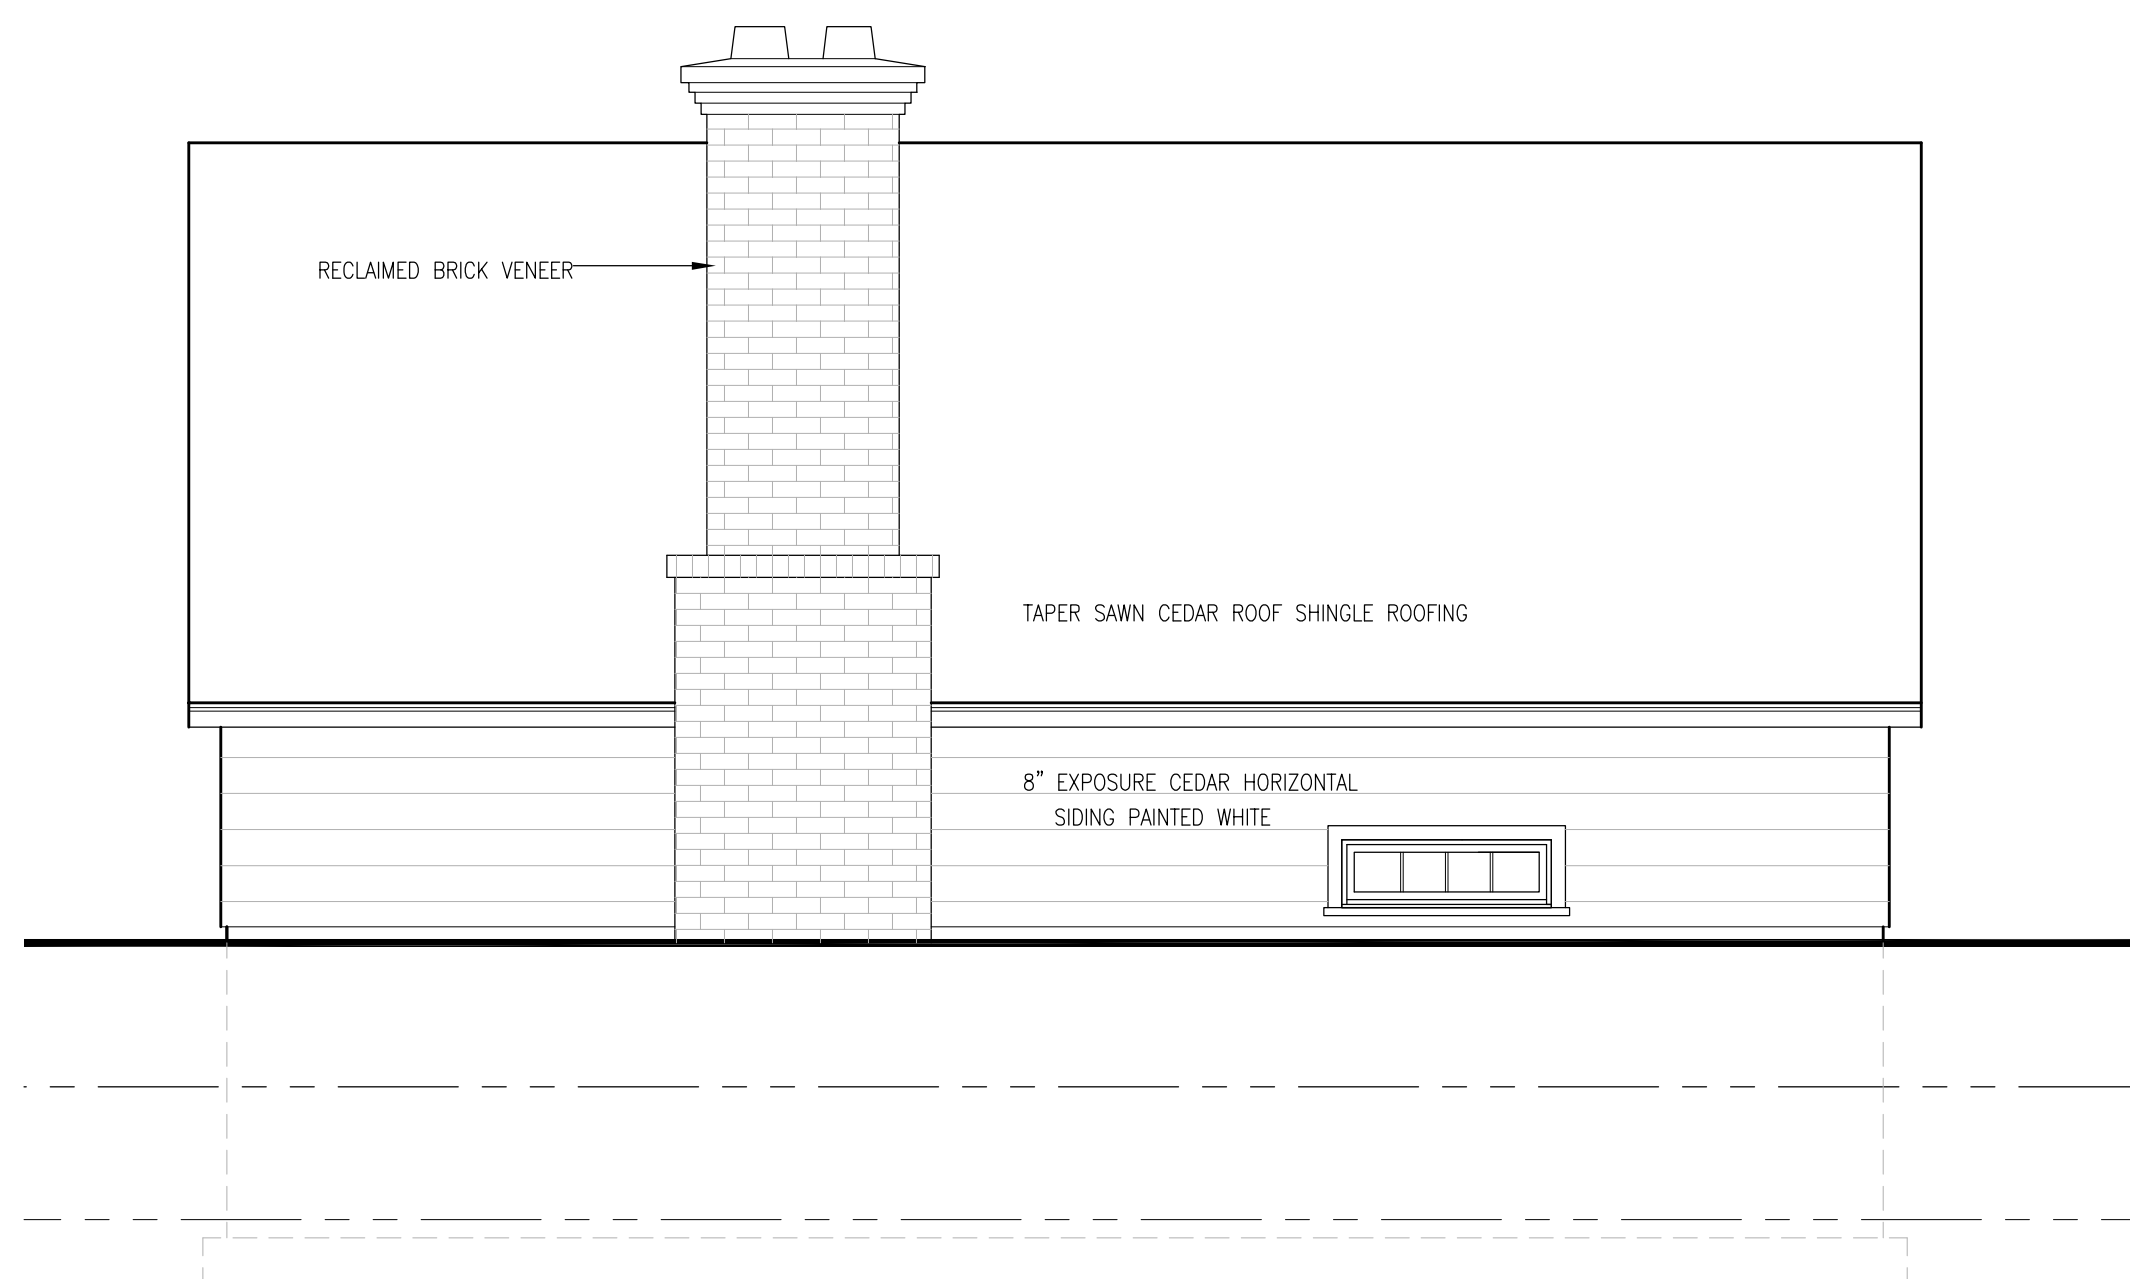 RECLAIMED BRICK VENEER
TAPER SAWN CEDAR ROOF SHINGLE ROOFING
8" EXPOSURE CEDAR HORIZONTAL
SIDING PAINTED WHITE